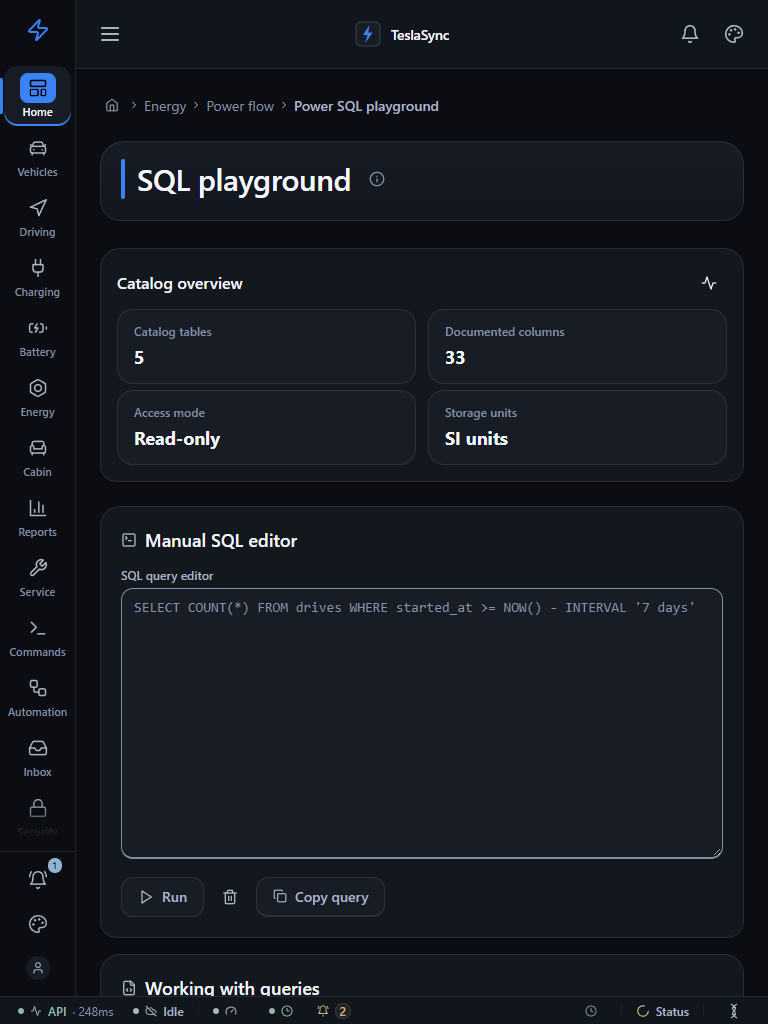 TeslaSync
Home
Vehicles
Driving
Charging
Battery
Energy
Cabin
Reports
Service
Commands
Automation
Inbox
Security
1
Energy > Power flow > Power SQL playground
SQL playground
Catalog overview
Catalog tables
5
Documented columns
33
Access mode
Read-only
Storage units
SI units
Manual SQL editor
SQL query editor
SELECT COUNT(*) FROM drives WHERE started_at >= NOW() - INTERVAL '7 days'
Run
Copy query
Working with queries
API · 248ms
Idle
2
Status